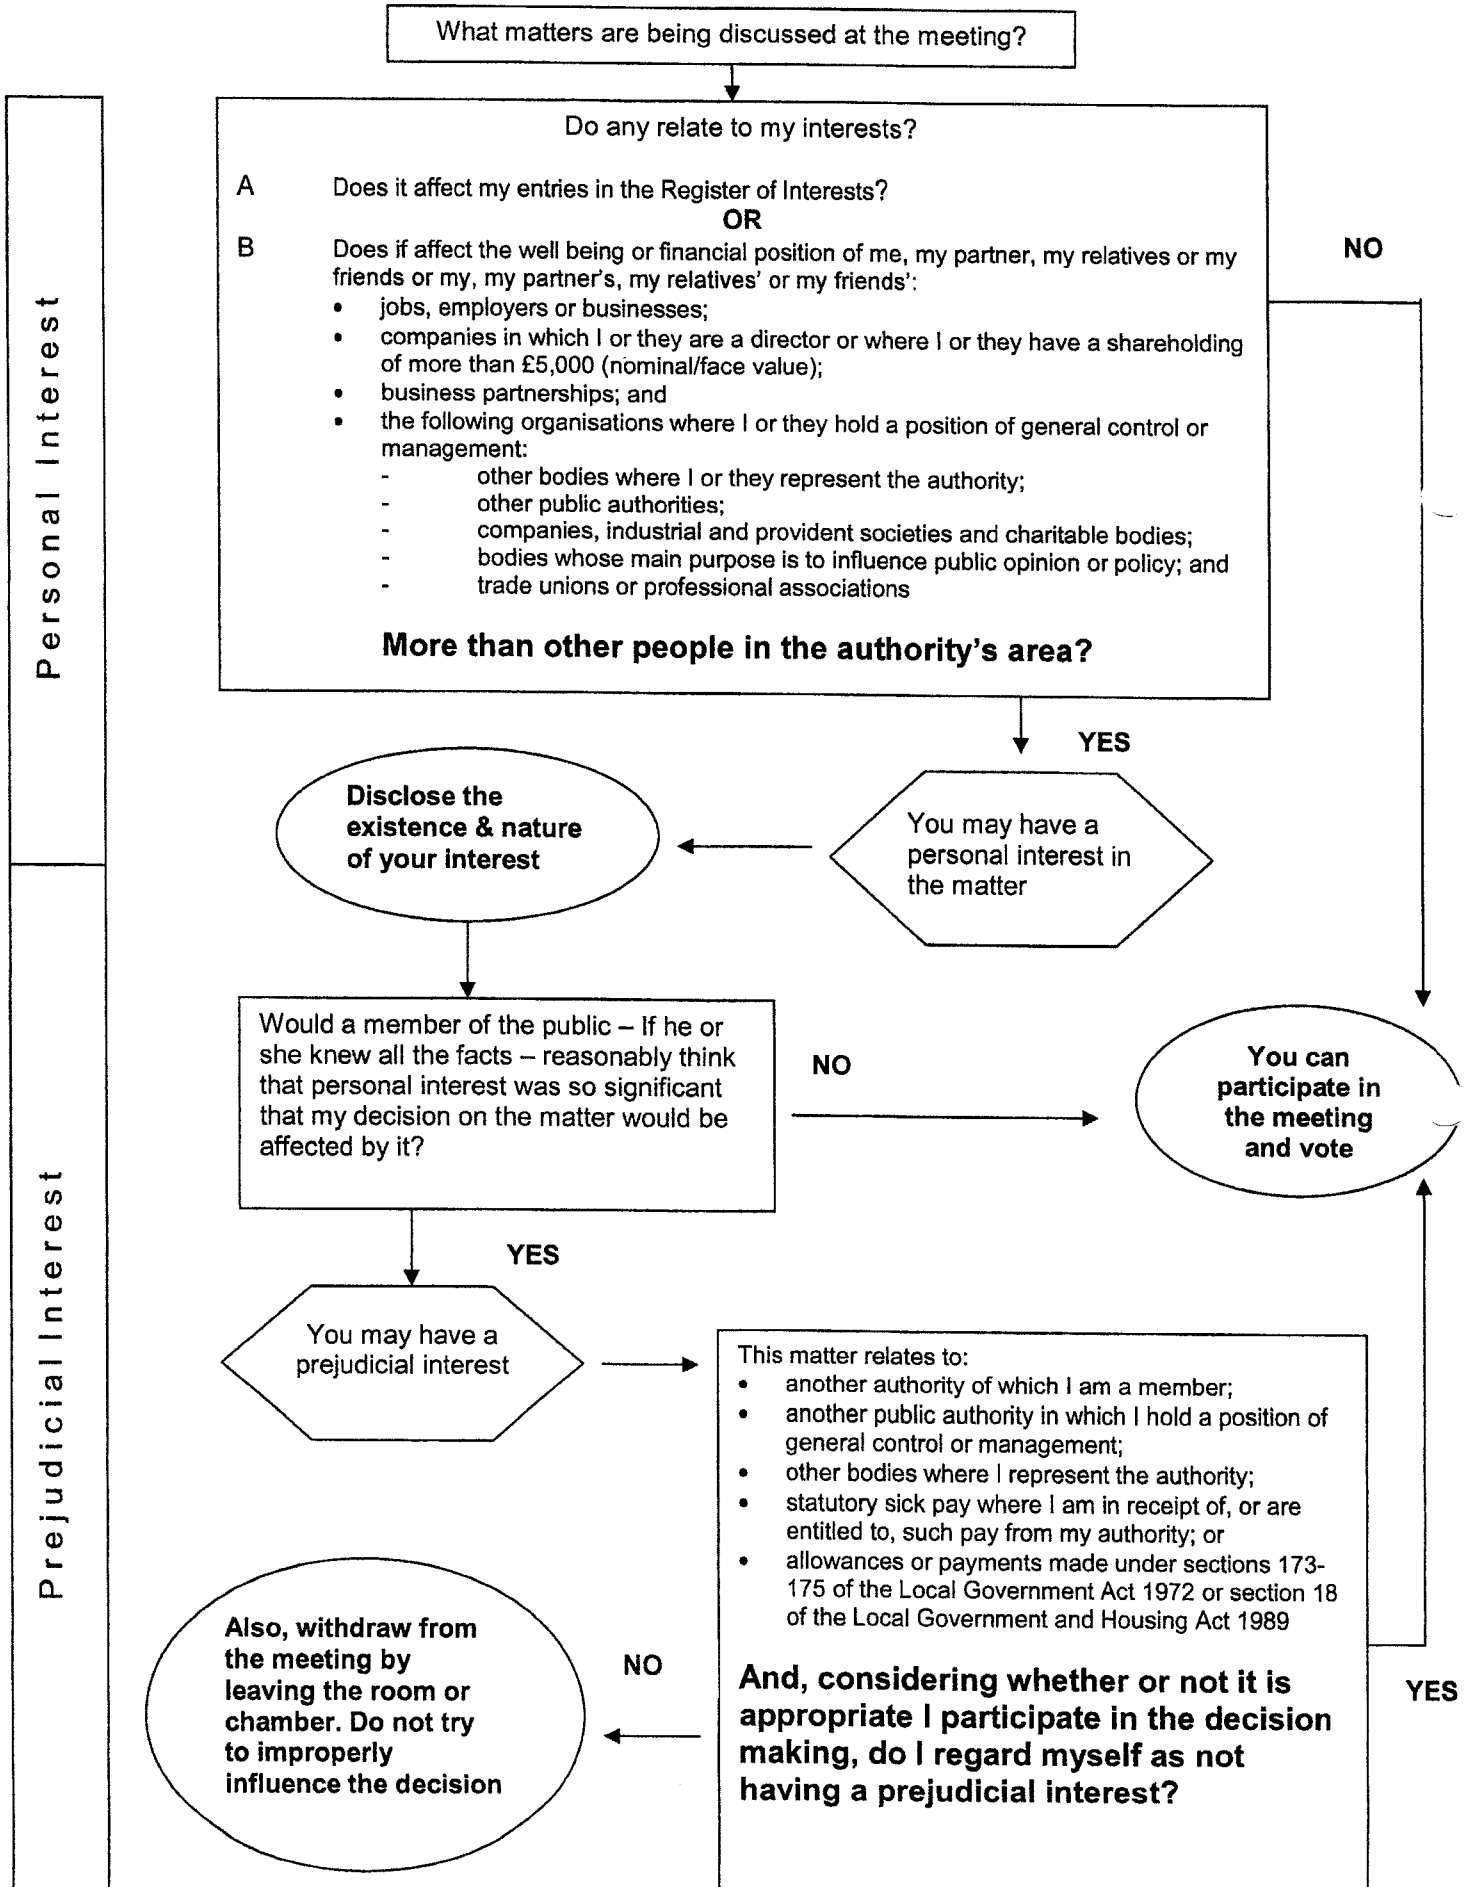 What matters are being discussed at the meeting?
Personal Interest
Do any relate to my interests?
A Does it affect my entries in the Register of Interests?
OR
B Does if affect the well being or financial position of me, my partner, my relatives or my
friends or my, my partner's, my relatives' or my friends':
• jobs, employers or businesses;
• companies in which I or they are a director or where I or they have a shareholding
of more than £5,000 (nominal/face value);
• business partnerships; and
• the following organisations where I or they hold a position of general control or
management:
- other bodies where I or they represent the authority;
- other public authorities;
- companies, industrial and provident societies and charitable bodies;
- bodies whose main purpose is to influence public opinion or policy; and
- trade unions or professional associations
More than other people in the authority's area?
NO
YES
You may have a
personal interest in
the matter
Disclose the
existence & nature
of your interest
Prejudicial Interest
Would a member of the public – If he or
she knew all the facts – reasonably think
that personal interest was so significant
that my decision on the matter would be
affected by it?
NO
You can
participate in
the meeting
and vote
YES
You may have a
prejudicial interest
This matter relates to:
• another authority of which I am a member;
• another public authority in which I hold a position of
general control or management;
• other bodies where I represent the authority;
• statutory sick pay where I am in receipt of, or are
entitled to, such pay from my authority; or
• allowances or payments made under sections 173-
175 of the Local Government Act 1972 or section 18
of the Local Government and Housing Act 1989
And, considering whether or not it is
appropriate I participate in the decision
making, do I regard myself as not
having a prejudicial interest?
YES
NO
Also, withdraw from
the meeting by
leaving the room or
chamber. Do not try
to improperly
influence the decision